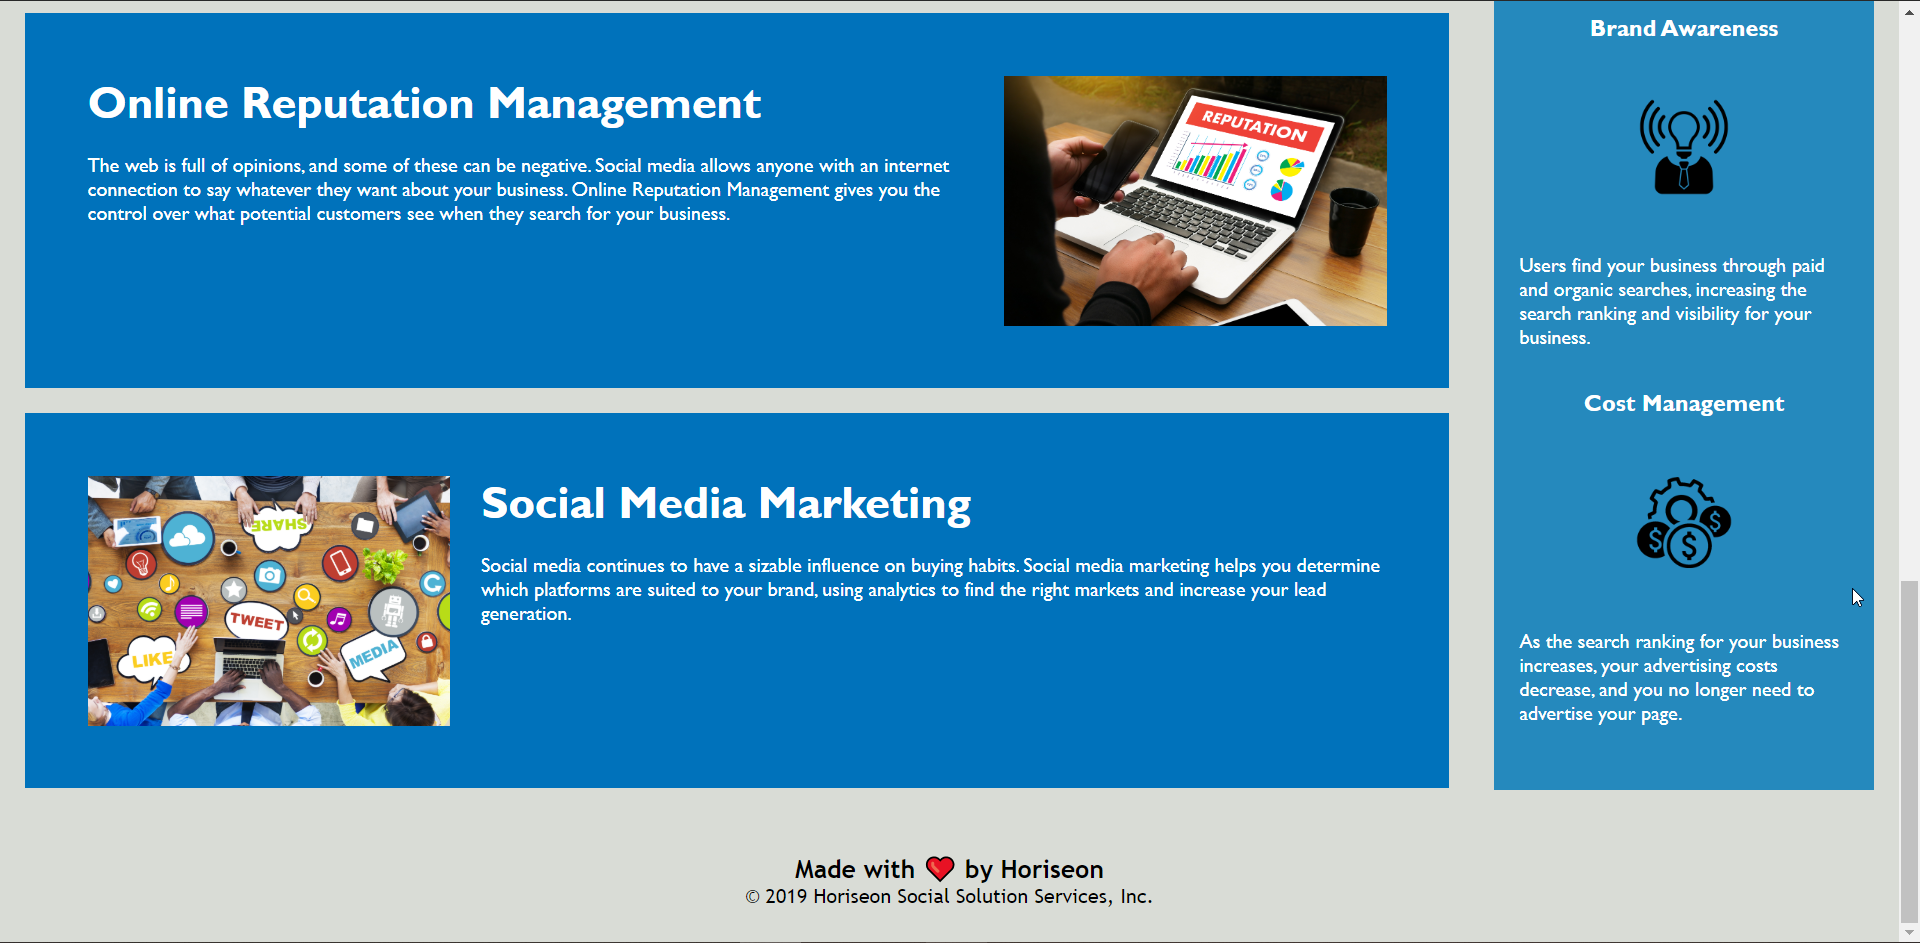 Online Reputation Management
The web is full of opinions, and some of these can be negative. Social media allows anyone with an internet
connection to say whatever they want about your business. Online Reputation Management gives you the
control over what potential customers see when they search for your business.
REPUTATION
Social Media Marketing
Social media continues to have a sizable influence on buying habits. Social media marketing helps you determine
which platforms are suited to your brand, using analytics to find the right markets and increase your lead
generation.
SHARE
TWEET
LIKE
MEDIA
Brand Awareness
Users find your business through paid
and organic searches, increasing the
search ranking and visibility for your
business.
Cost Management
$ $ $
As the search ranking for your business
increases, your advertising costs
decrease, and you no longer need to
advertise your page.
Made with ❤ by Horiseon
© 2019 Horiseon Social Solution Services, Inc.